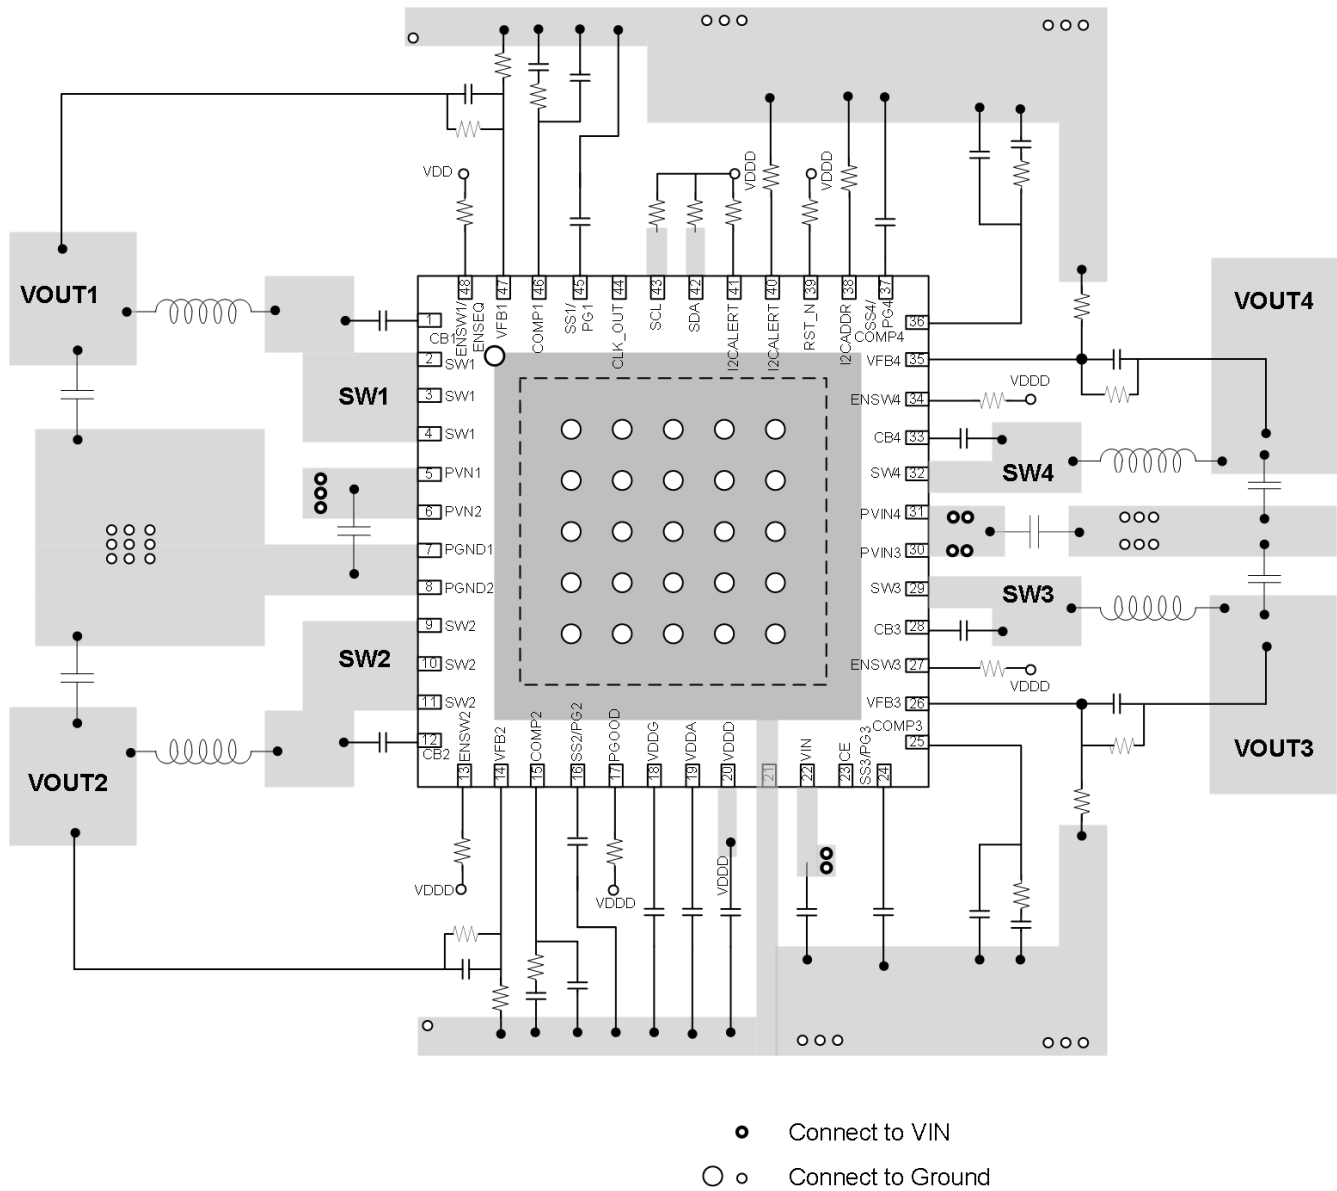 VDD
VDDD
VDDD
VOUT1
VOUT4
48
47
46
45
44
43
42
41
40
39
38
37
ENSW1/
ENSEQ
VFB1
COMP1
SS1/
PG1
CLK_OUT
SCL
SDA
I2CALERT
I2CALERT
RST_N
I2CADDR
SS4/
PG4
1
CB1
2
SW1
3
SW1
4
SW1
5
PVN1
6
PVN2
7
PGND1
8
PGND2
9
SW2
10
SW2
11
SW2
12
CB2
SW1
SW2
VOUT2
36
COMP4
35
VFB4
34
ENSW4
VDDD
33
CB4
32
SW4
SW4
31
PVIN4
30
PVIN3
29
SW3
SW3
28
CB3
27
ENSW3
VDDD
26
VFB3
25
COMP3
VOUT3
ENSW2
VFB2
COMP2
SS2/PG2
PGOOD
VDDG
VDDA
VDDD
VIN
CE
SS3/PG3
13
14
15
16
17
18
19
20
21
22
23
24
VDDD
VDDD
VDDD
Connect to VIN
Connect to Ground